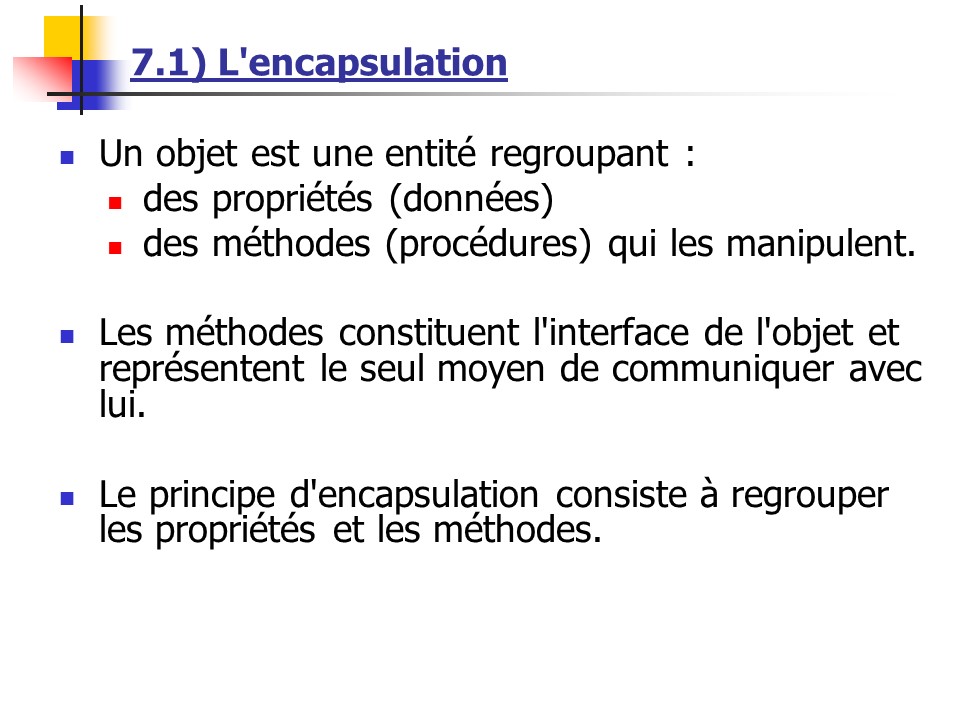 7.1) L'encapsulation
Un objet est une entité regroupant :
des propriétés (données)
des méthodes (procédures) qui les manipulent.
Les méthodes constituent l'interface de l'objet et
représentent le seul moyen de communiquer avec
lui.
Le principe d'encapsulation consiste à regrouper
les propriétés et les méthodes.